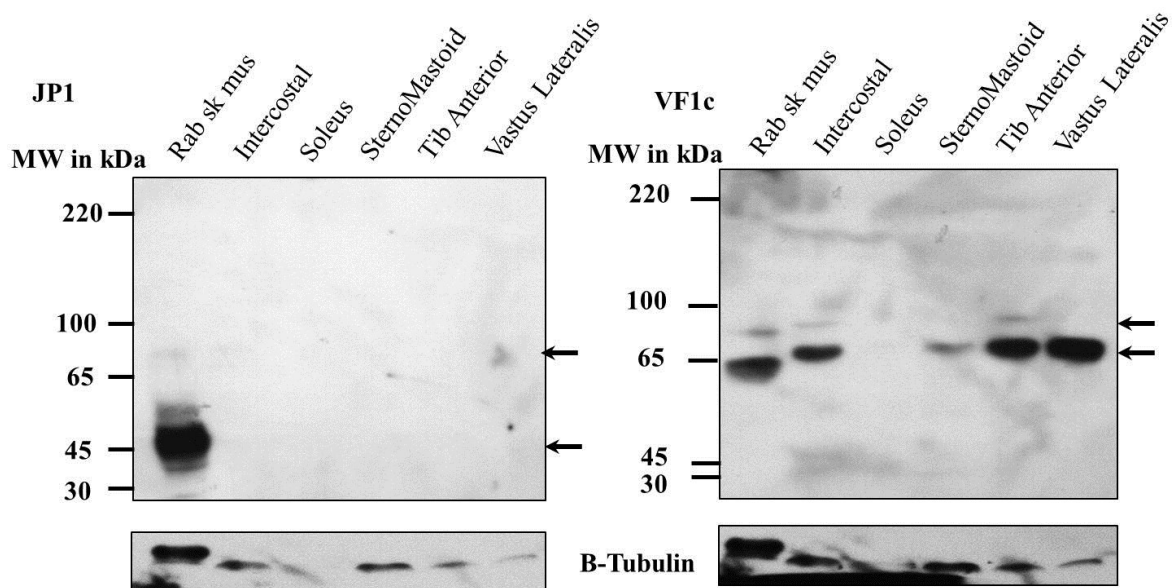 JP1
MW in kDa
Rab sk mus
Intercostal
Soleus
SternoMastoid
Tib Anterior
Vastus Lateralis
220
100
65
45
30
VF1c
MW in kDa
Rab sk mus
Intercostal
Soleus
SternoMastoid
Tib Anterior
Vastus Lateralis
220
100
65
45
30
B-Tubulin